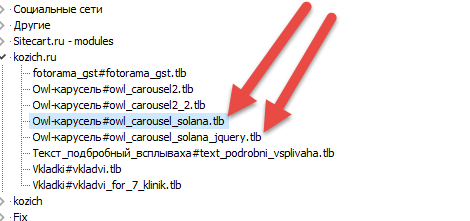 Социальные сети
Другие
Sitecart.ru - modules
kozich.ru
fotorama_gst#fotorama_gst.tlb
Owl-карусель#owl_carousel2.tlb
Owl-карусель#owl_carousel2_2.tlb
Owl-карусель#owl_carousel_solana.tlb
Owl-карусель#owl_carousel_solana_jquery.tlb
Текст_подбробный_всплываха#text_podrobni_vsplivaha.tlb
Vkladki#vkladvi.tlb
Vkladki#vkladvi_for_7_klinik.tlb
kozich
Fix